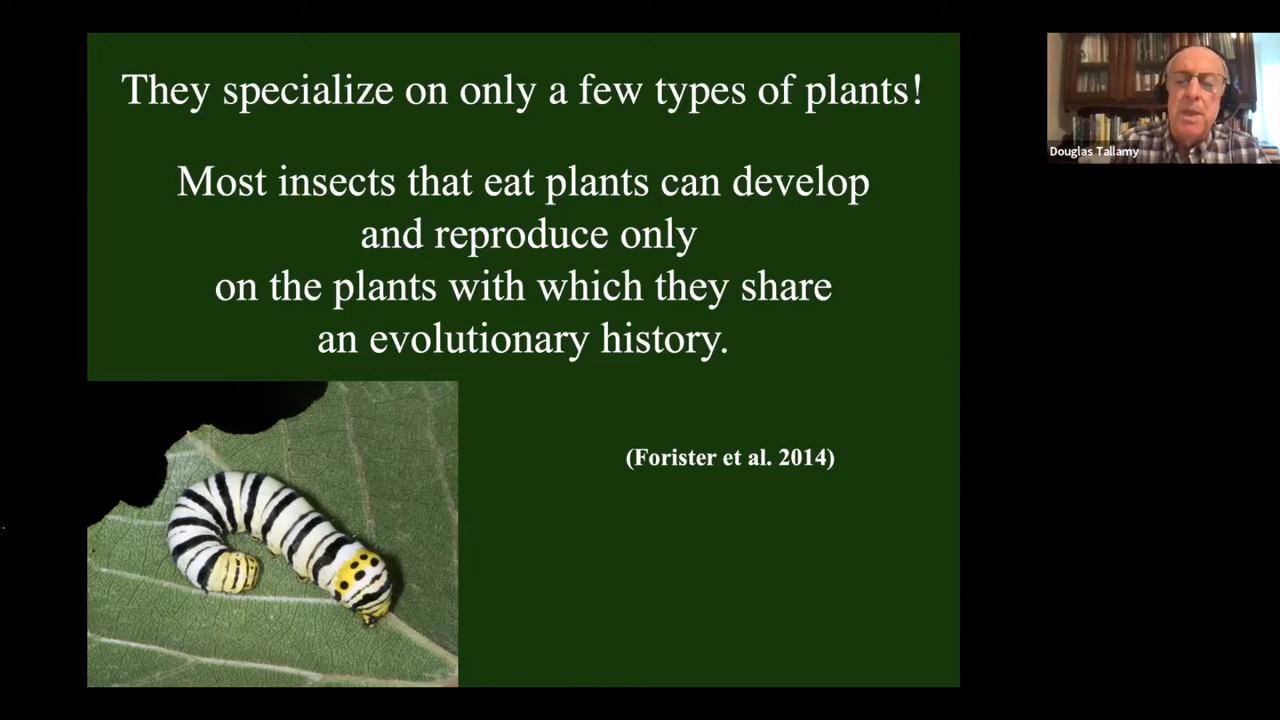 They specialize on only a few types of plants!
Most insects that eat plants can develop
and reproduce only
on the plants with which they share
an evolutionary history.
(Forister et al. 2014)
Douglas Tallamy